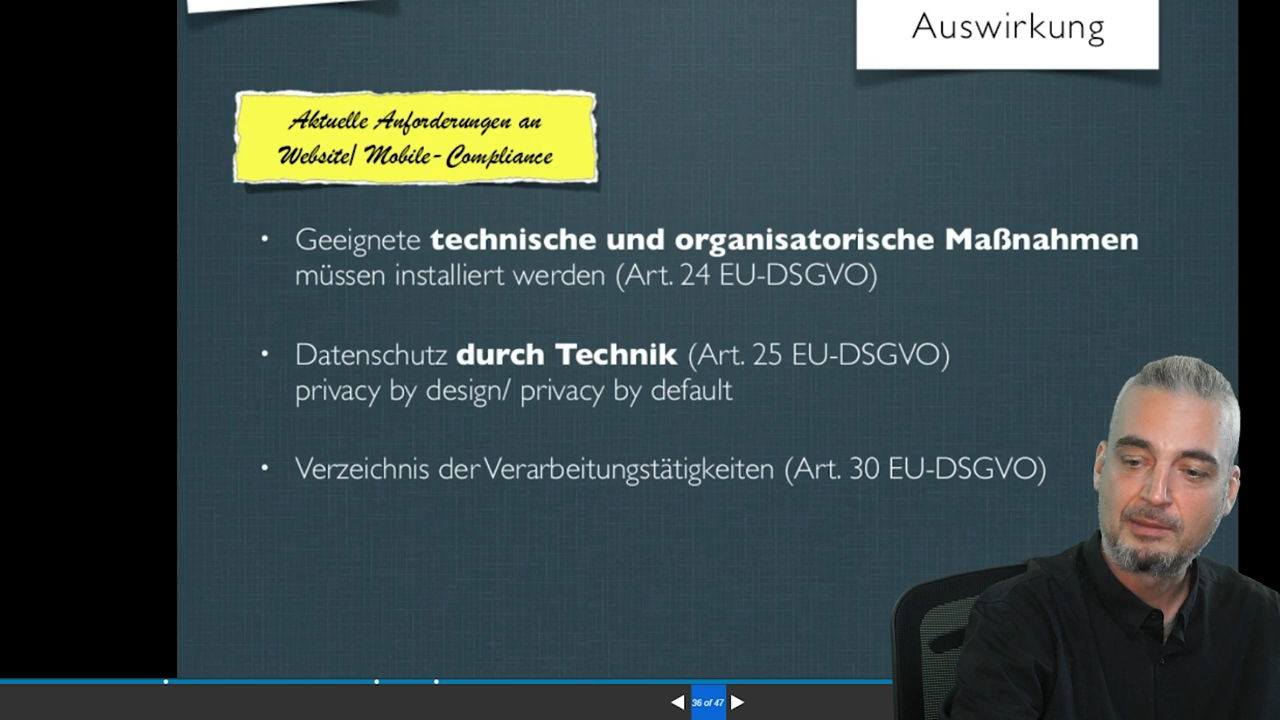 Auswirkung
Aktuelle Anforderungen an
Website/ Mobile-Compliance
• Geeignete technische und organisatorische Maßnahmen
müssen installiert werden (Art. 24 EU-DSGVO)
• Datenschutz durch Technik (Art. 25 EU-DSGVO)
privacy by design/ privacy by default
• Verzeichnis der Verarbeitungstätigkeiten (Art. 30 EU-DSGVO)
36 of 47